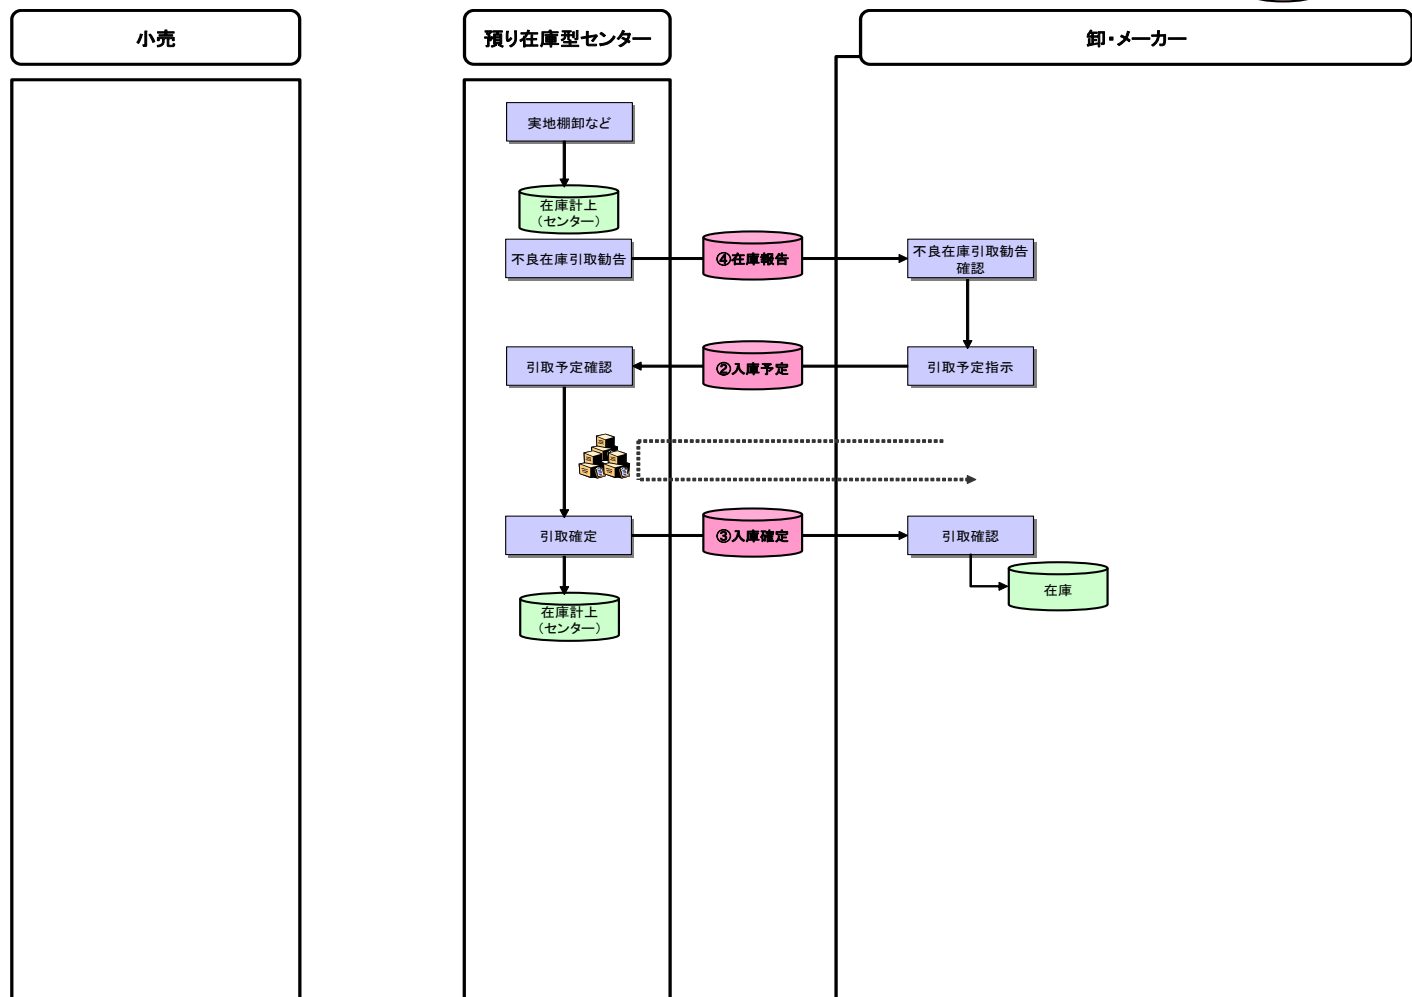 小売
預り在庫型センター
卸・メーカー
実地棚卸など
在庫計上
（センター）
不良在庫引取勧告
④在庫報告
不良在庫引取勧告
確認
引取予定確認
②入庫予定
引取予定指示
引取確定
③入庫確定
引取確認
在庫
在庫計上
（センター）